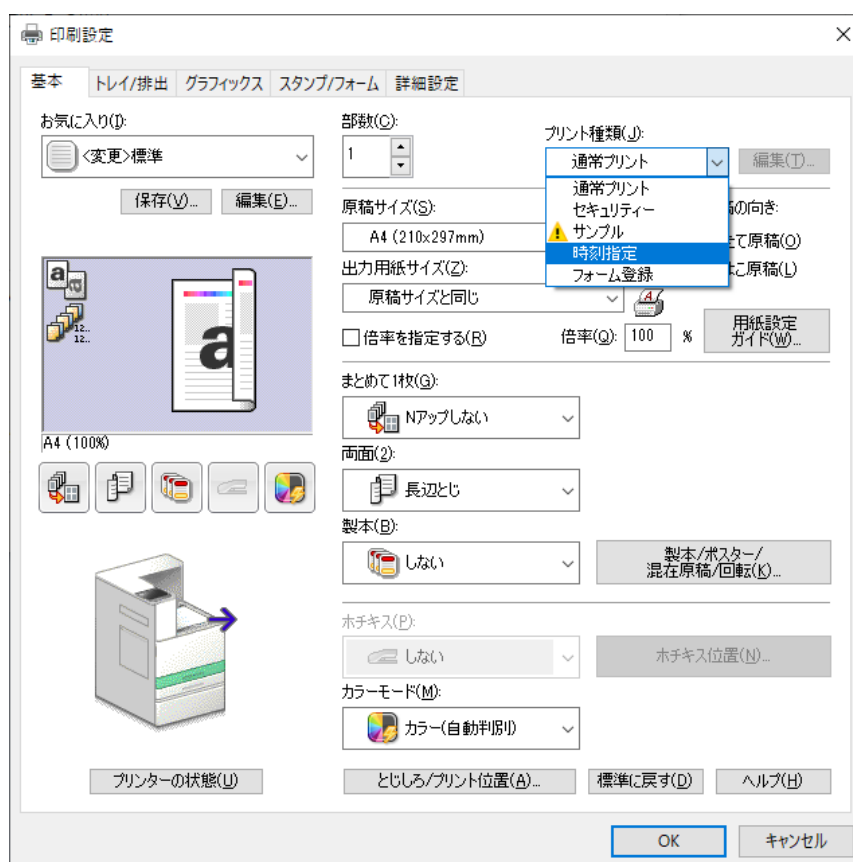 印刷設定
基本 トレイ/排出 グラフィックス スタンプ/フォーム 詳細設定
お気に入り(I):
<変更>標準
保存(V)... 編集(E)...
a
a
12..
12..
a
A4 (100%)
プリンターの状態(U)
部数(C):
1
プリント種類(J):
通常プリント
編集(T)...
通常プリント
セキュリティー
サンプル
時刻指定
フォーム登録
原稿サイズ(S):
A4 (210x297mm)
の向き:
て原稿(O)
こ原稿(L)
出力用紙サイズ(Z):
原稿サイズと同じ
倍率を指定する(R)
倍率(Q): 100 %
用紙設定
ガイド(W)...
まとめて1枚(G):
Nアップしない
両面(2):
長辺とじ
製本(B):
しない
製本/ポスター/
混在原稿/回転(K)...
ホチキス(P):
しない
ホチキス位置(N)...
カラーモード(M):
カラー(自動判別)
とじしろ/プリント位置(A)... 標準に戻す(D) ヘルプ(H)
OK キャンセル